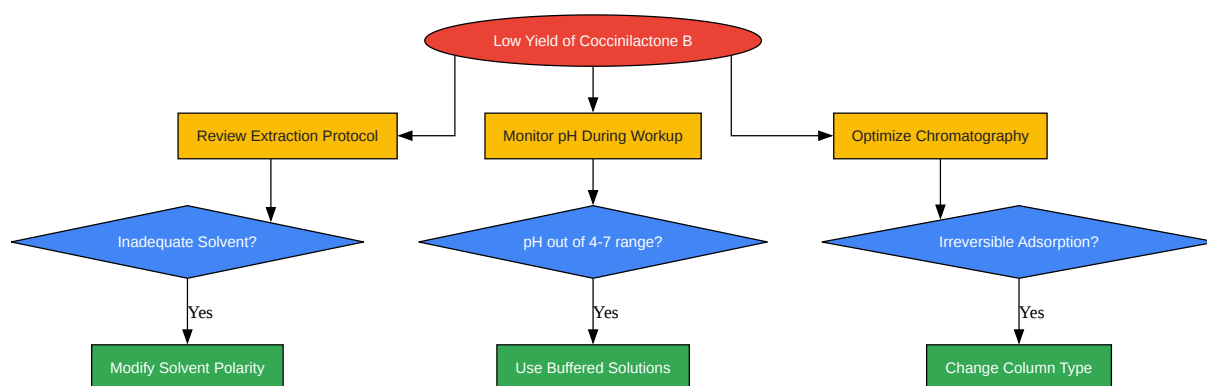 Low Yield of Coccinilactone B
Review Extraction Protocol
Monitor pH During Workup
Optimize Chromatography
Inadequate Solvent?
pH out of 4-7 range?
Irreversible Adsorption?
Yes
Yes
Yes
Modify Solvent Polarity
Use Buffered Solutions
Change Column Type